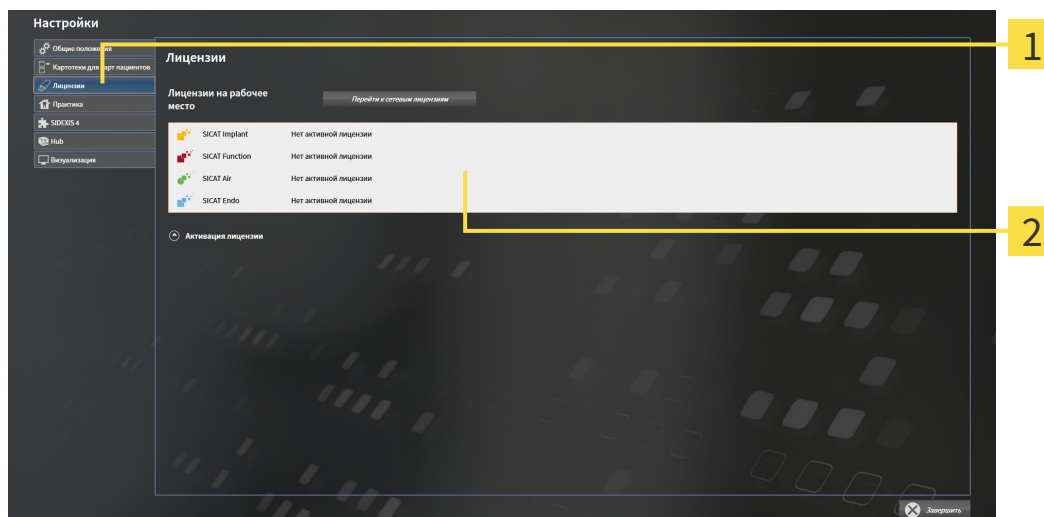 Настройки
Общие положения
Картотеки для карт пациентов
Лицензии
Практика
SIDEXIS 4
Hub
Визуализация
Лицензии
Лицензии на рабочее
место
Перейти к сетевым лицензиям
SICAT Implant Нет активной лицензии
SICAT Function Нет активной лицензии
SICAT Air Нет активной лицензии
SICAT Endo Нет активной лицензии
Активация лицензии
Завершить
1
2